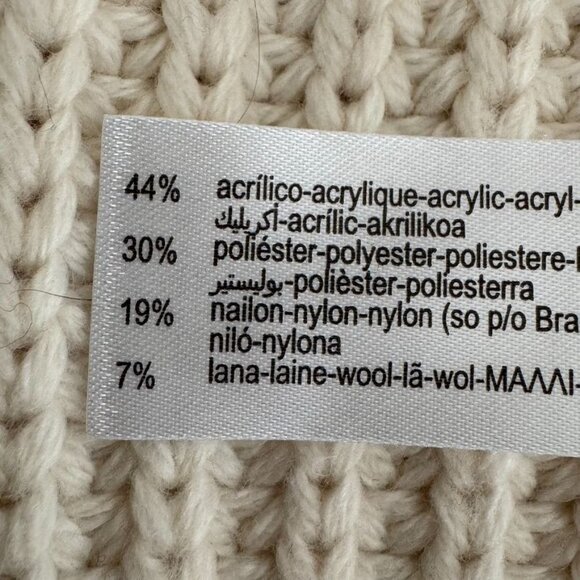 44% acrílico-acrylique-acrylic-acryl-
أكريليك-acrílic-akrilikoa
30% poliéster-polyester-poliestere-
بوليستير-polièster-poliesterra
19% nailon-nylon-nylon (so p/o Bra
niló-nylona
7% lana-laine-wool-lã-wol-ΜΑΛΛΙ-